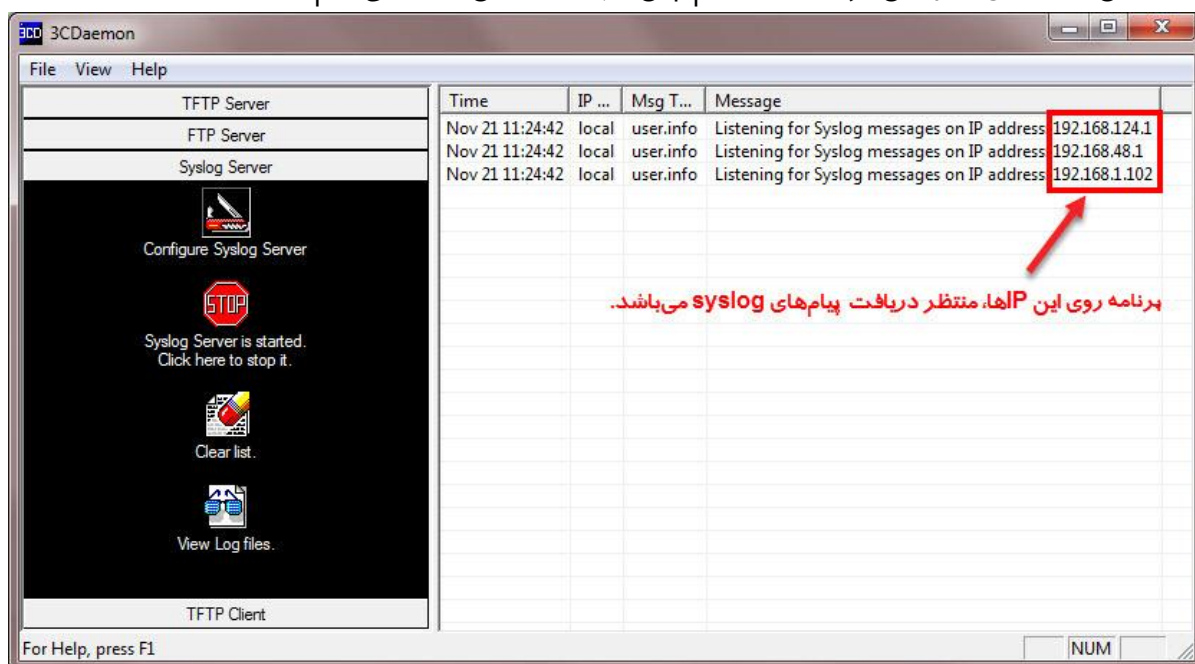 3CD 3CDaemon
File View Help
TFTP Server
FTP Server
Syslog Server
Configure Syslog Server
STOP
Syslog Server is started.
Click here to stop it.
Clear list.
View Log files.
TFTP Client
Time IP ... Msg T... Message
Nov 21 11:24:42 local user.info Listening for Syslog messages on IP address 192.168.124.1
Nov 21 11:24:42 local user.info Listening for Syslog messages on IP address 192.168.48.1
Nov 21 11:24:42 local user.info Listening for Syslog messages on IP address 192.168.1.102
برنامه روی این IPها، منتظر دریافت پیام‌های syslog می‌باشد.
For Help, press F1
NUM